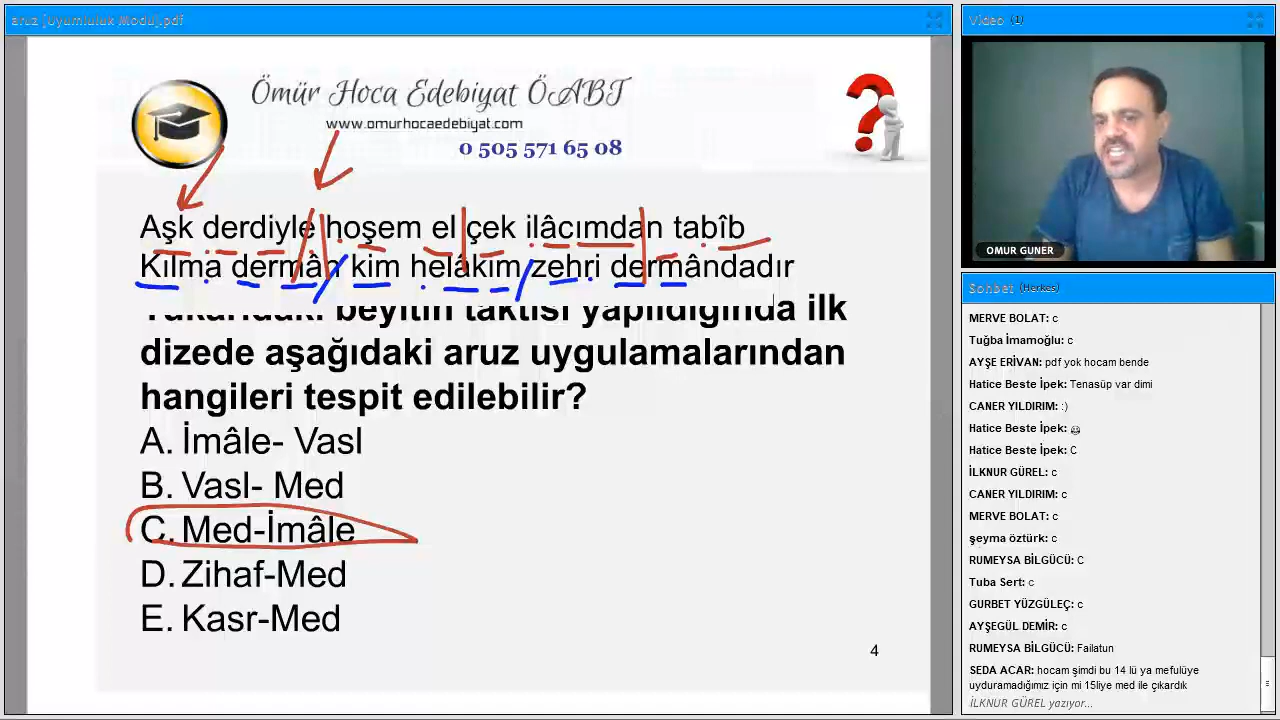 aruz [Uyumluluk Modu].pdf
Ömür Hoca Edebiyat ÖABT
www.omurhocaedebiyat.com
0 505 571 65 08
Aşk derdiyle hoşem el çek ilâcımdan tabîb
Kılma dermân kim helâkim zehri dermândadır
Yukarıdaki beyitin taktisi yapıldığında ilk
dizede aşağıdaki aruz uygulamalarından
hangileri tespit edilebilir?
A. İmâle- Vasl
B. Vasl- Med
C. Med-İmâle
D. Zihaf-Med
E. Kasr-Med
4
Video (1)
OMUR GUNER
Sohbet (Herkes)
MERVE BOLAT: c
Tuğba İmamoğlu: c
AYŞE ERİVAN: pdf yok hocam bende
Hatice Beste İpek: Tenasüp var dimi
CANER YILDIRIM: :)
Hatice Beste İpek:
Hatice Beste İpek: C
İLKNUR GÜREL: c
CANER YILDIRIM: c
MERVE BOLAT: c
şeyma öztürk: c
RUMEYSA BİLGÜCÜ: C
Tuba Sert: c
GURBET YÜZGÜLEÇ: c
AYŞEGÜL DEMİR: c
RUMEYSA BİLGÜCÜ: Failatun
SEDA ACAR: hocam şimdi bu 14 lü ya mefulüye
uyduramadığımız için mi 15liye med ile çıkardık
İLKNUR GÜREL yazıyor...